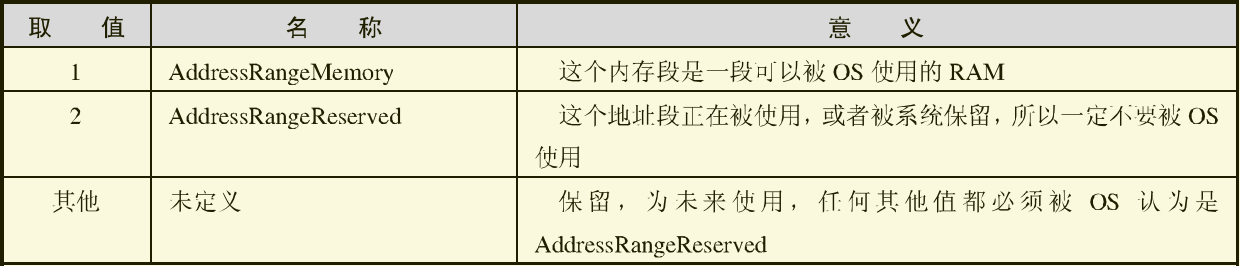 取 值 名 称 意 义
1 AddressRangeMemory 这个内存段是一段可以被 OS 使用的 RAM
2 AddressRangeReserved 这个地址段正在被使用，或者被系统保留，所以一定不要被 OS
使用
其他 未定义 保留，为未来使用，任何其他值都必须被 OS 认为是
AddressRangeReserved